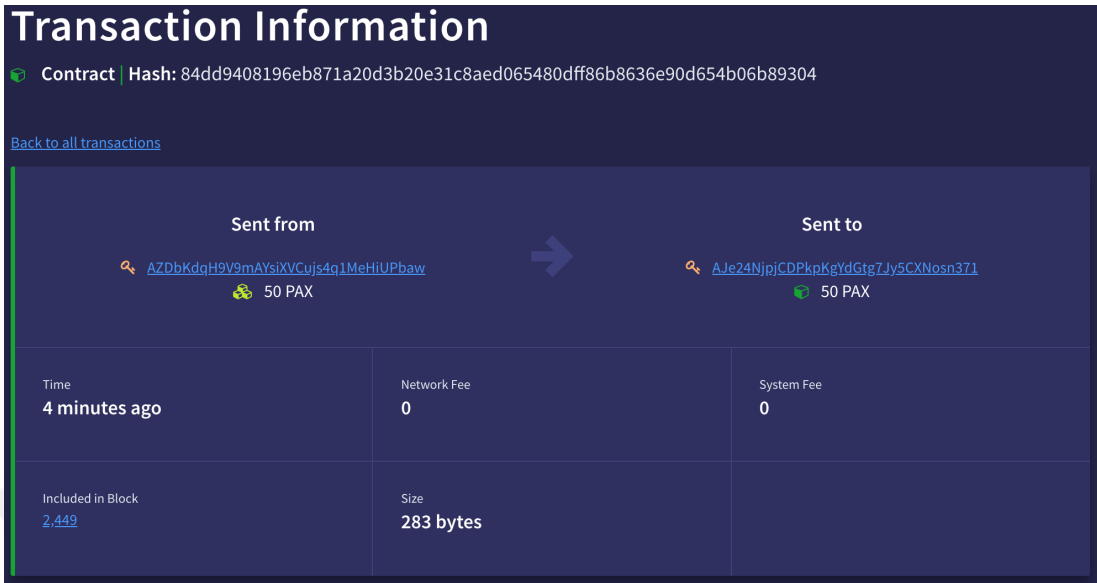 Transaction Information
Contract | Hash: 84dd9408196eb871a20d3b20e31c8aed065480dff86b8636e90d654b06b89304
Back to all transactions
Sent from
AZDbKdqH9V9mAYsiXVCujs4q1MeHiUPbaw
50 PAX
Sent to
AJe24NjpjCDPkpKgYdGtg7Jy5CXNosn371
50 PAX
Time
4 minutes ago
Network Fee
0
System Fee
0
Included in Block
2,449
Size
283 bytes